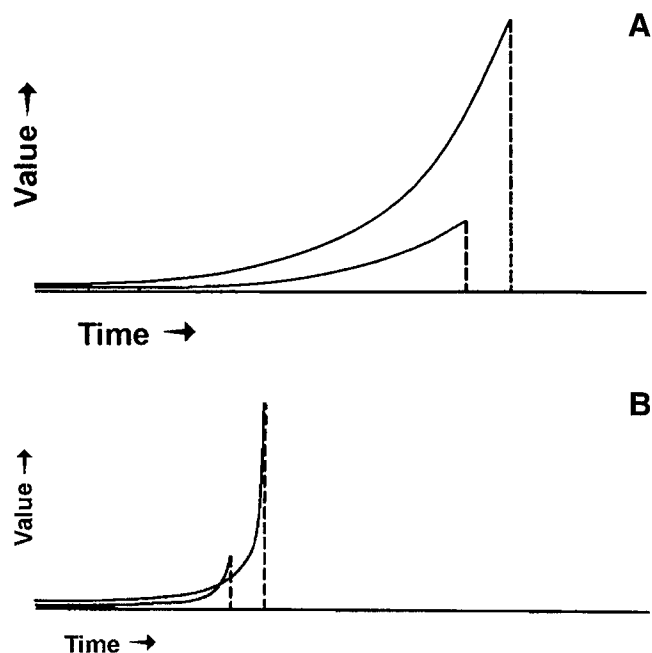 A
Value →
Time →
B
Value →
Time →